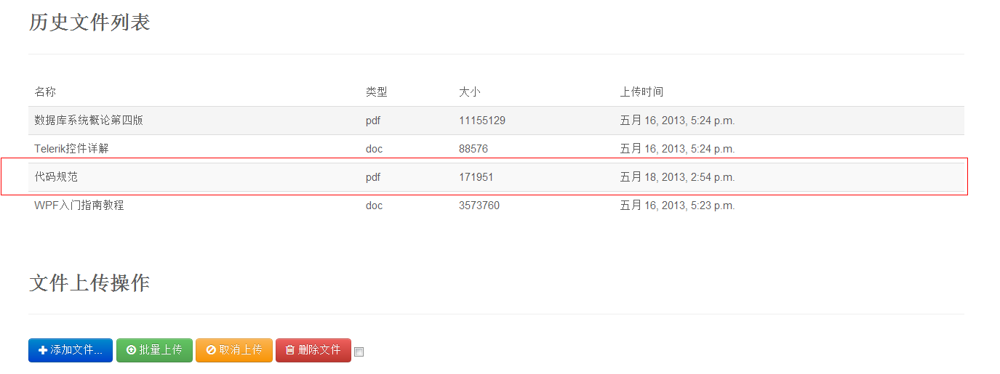 历史文件列表
名称 类型 大小 上传时间
数据库系统概论第四版 pdf 11155129 五月 16, 2013, 5:24 p.m.
Telerik控件详解 doc 88576 五月 16, 2013, 5:24 p.m.
代码规范 pdf 171951 五月 18, 2013, 2:54 p.m.
WPF入门指南教程 doc 3573760 五月 16, 2013, 5:23 p.m.
文件上传操作
添加文件... 批量上传 取消上传 删除文件